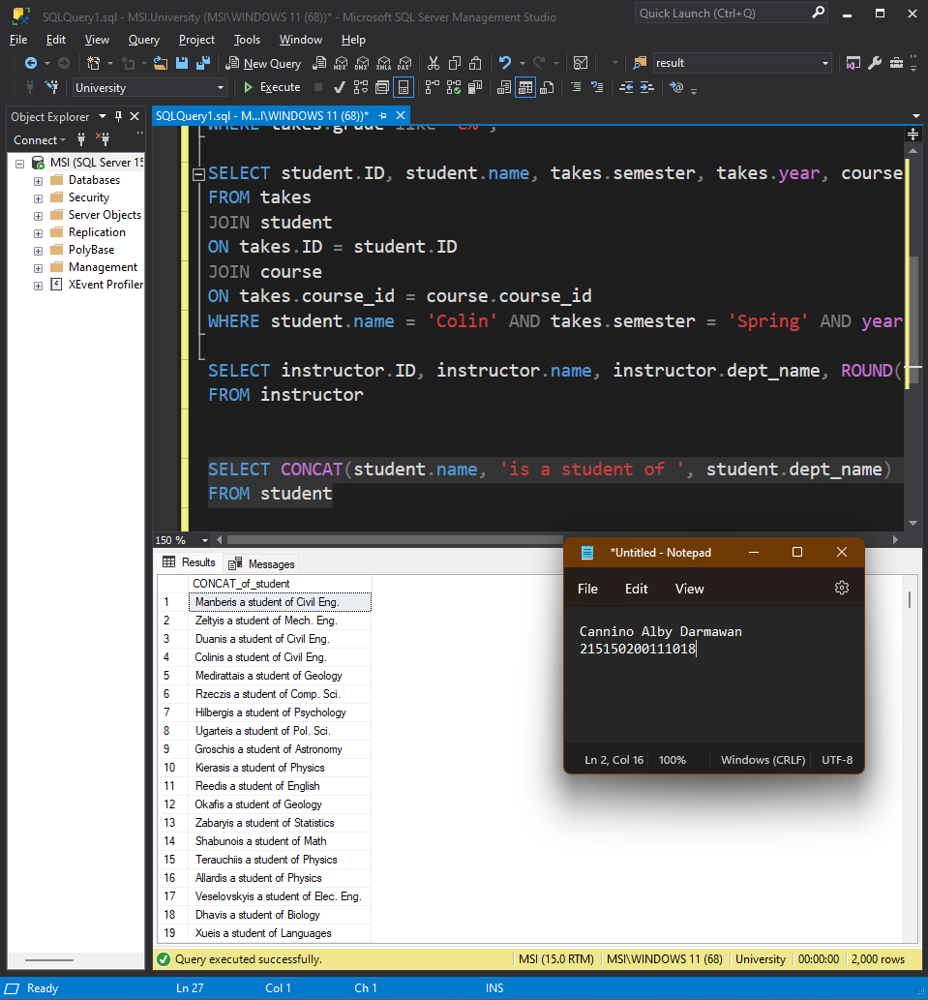 SQLQuery1.sql - MSI.University (MSI\WINDOWS 11 (68))* - Microsoft SQL Server Management Studio
Quick Launch (Ctrl+Q)
File Edit View Query Project Tools Window Help
New Query MDX DMX XMLA DAX result
University Execute
Object Explorer
SQLQuery1.sql - M...I\WINDOWS 11 (68))*
Connect
MSI (SQL Server 15
Databases
Security
Server Objects
Replication
PolyBase
Management
XEvent Profiler
WHERE takes.grade like 'C%';
SELECT student.ID, student.name, takes.semester, takes.year, course
FROM takes
JOIN student
ON takes.ID = student.ID
JOIN course
ON takes.course_id = course.course_id
WHERE student.name = 'Colin' AND takes.semester = 'Spring' AND year
SELECT instructor.ID, instructor.name, instructor.dept_name, ROUND(
FROM instructor
SELECT CONCAT(student.name, 'is a student of ', student.dept_name)
FROM student
150 %
Results Messages
CONCAT_of_student
1 Manberis a student of Civil Eng.
2 Zeltyis a student of Mech. Eng.
3 Duanis a student of Civil Eng.
4 Colinis a student of Civil Eng.
5 Medirattais a student of Geology
6 Rzeczis a student of Comp. Sci.
7 Hilbergis a student of Psychology
8 Ugarteis a student of Pol. Sci.
9 Groschis a student of Astronomy
10 Kierasis a student of Physics
11 Reedis a student of English
12 Okafis a student of Geology
13 Zabaryis a student of Statistics
14 Shabunois a student of Math
15 Terauchiis a student of Physics
16 Allardis a student of Physics
17 Veselovskyis a student of Elec. Eng.
18 Dhavis a student of Biology
19 Xueis a student of Languages
*Untitled - Notepad
File Edit View
Cannino Alby Darmawan
215150200111018
Ln 2, Col 16 100% Windows (CRLF) UTF-8
Query executed successfully. MSI (15.0 RTM) MSI\WINDOWS 11 (68) University 00:00:00 2,000 rows
Ready Ln 27 Col 1 Ch 1 INS